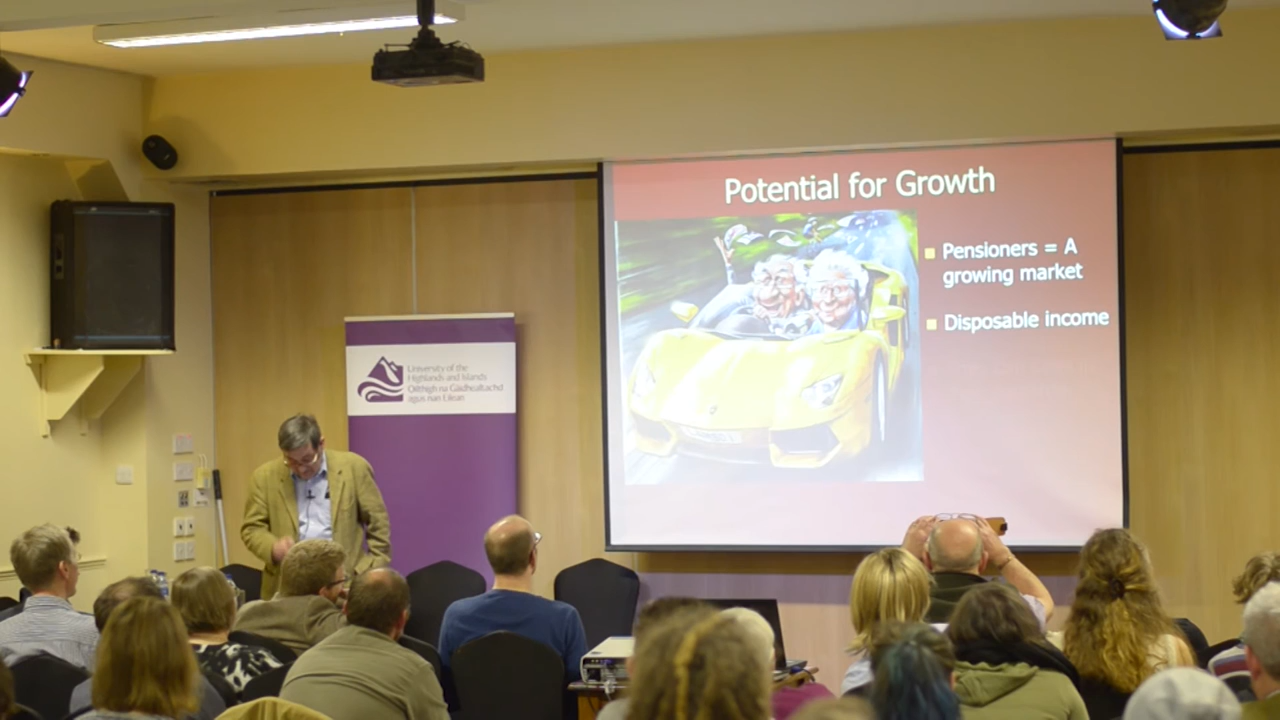 Potential for Growth
Pensioners = A
growing market
Disposable income
University of the
Highlands and Islands
Oilthigh na Gàidhealtachd
agus nan Eilean